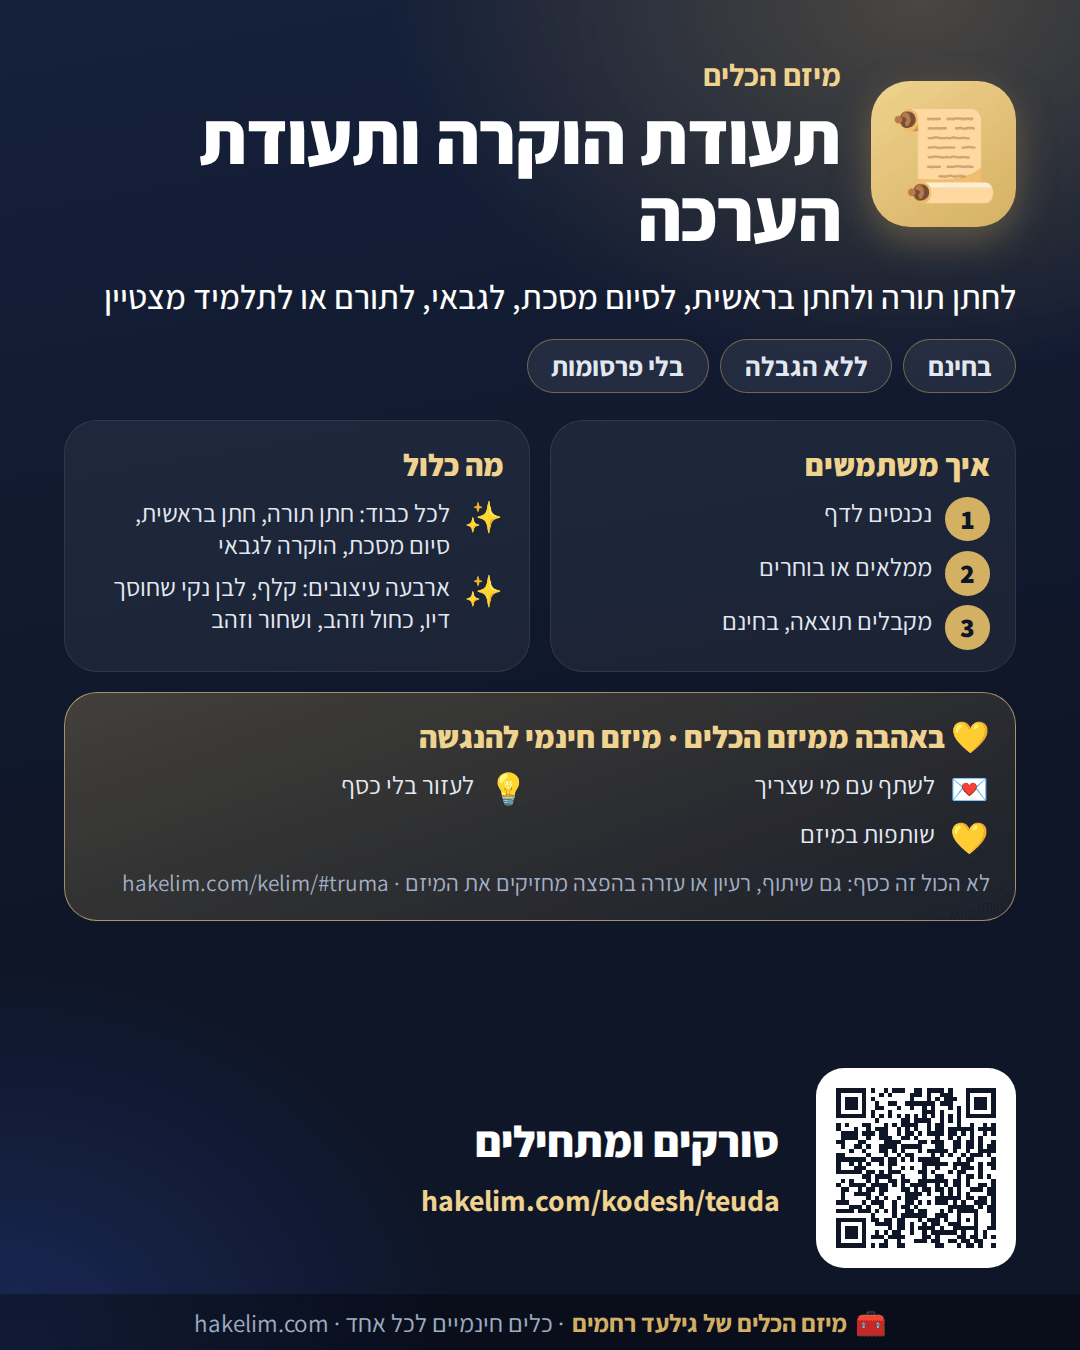 מיזם הכלים
תעודת הוקרה ותעודת
הערכה
לחתן תורה ולחתן בראשית, לסיום מסכת, לגבאי, לתורם או לתלמיד מצטיין
בחינם
ללא הגבלה
בלי פרסומות
איך משתמשים
1 נכנסים לדף
2 ממלאים או בוחרים
3 מקבלים תוצאה, בחינם
מה כלול
לכל כבוד: חתן תורה, חתן בראשית,
סיום מסכת, הוקרה לגבאי
ארבעה עיצובים: קלף, לבן נקי שחוסך
דיו, כחול וזהב, ושחור וזהב
באהבה ממיזם הכלים · מיזם חינמי להנגשה
לשתף עם מי שצריך
לעזור בלי כסף
שותפות במיזם
לא הכול זה כסף: גם שיתוף, רעיון או עזרה בהפצה מחזיקים את המיזם · hakelim.com/kelim/#truma
סורקים ומתחילים
hakelim.com/kodesh/teuda
מיזם הכלים של גילעד רחמים · כלים חינמיים לכל אחד · hakelim.com